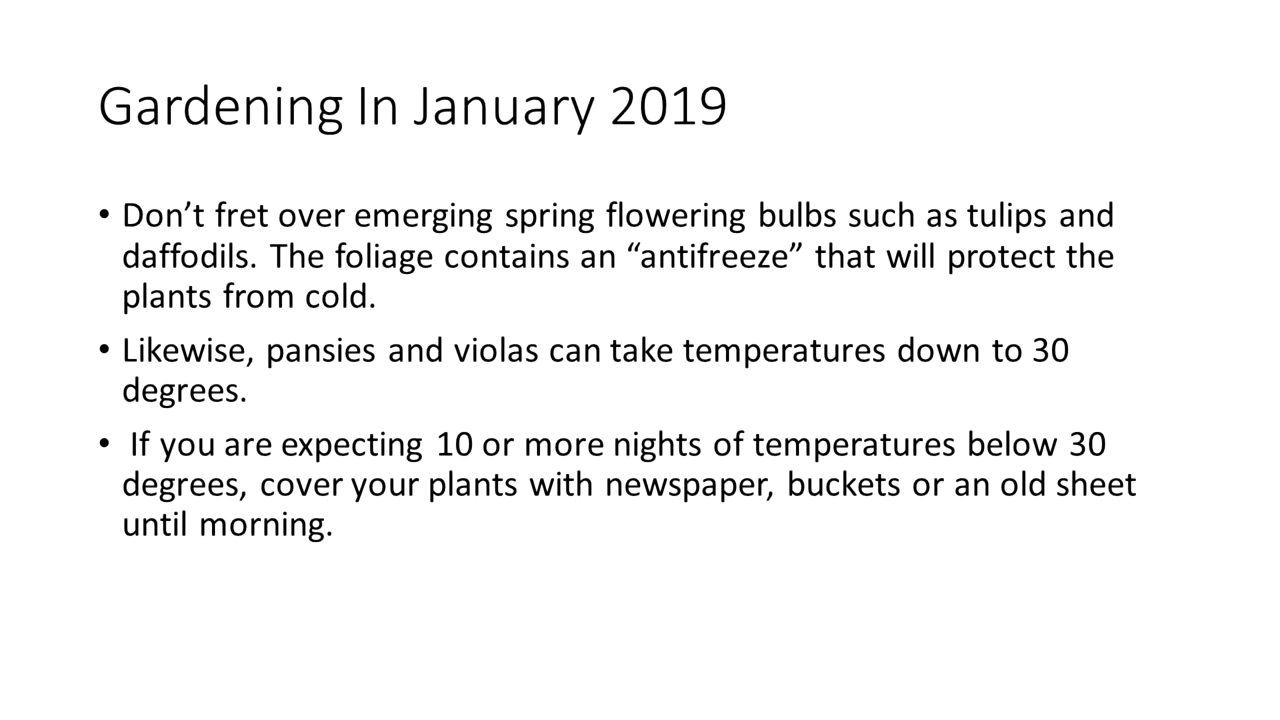 Gardening In January 2019
• Don’t fret over emerging spring flowering bulbs such as tulips and
daffodils. The foliage contains an “antifreeze” that will protect the
plants from cold.
• Likewise, pansies and violas can take temperatures down to 30
degrees.
• If you are expecting 10 or more nights of temperatures below 30
degrees, cover your plants with newspaper, buckets or an old sheet
until morning.